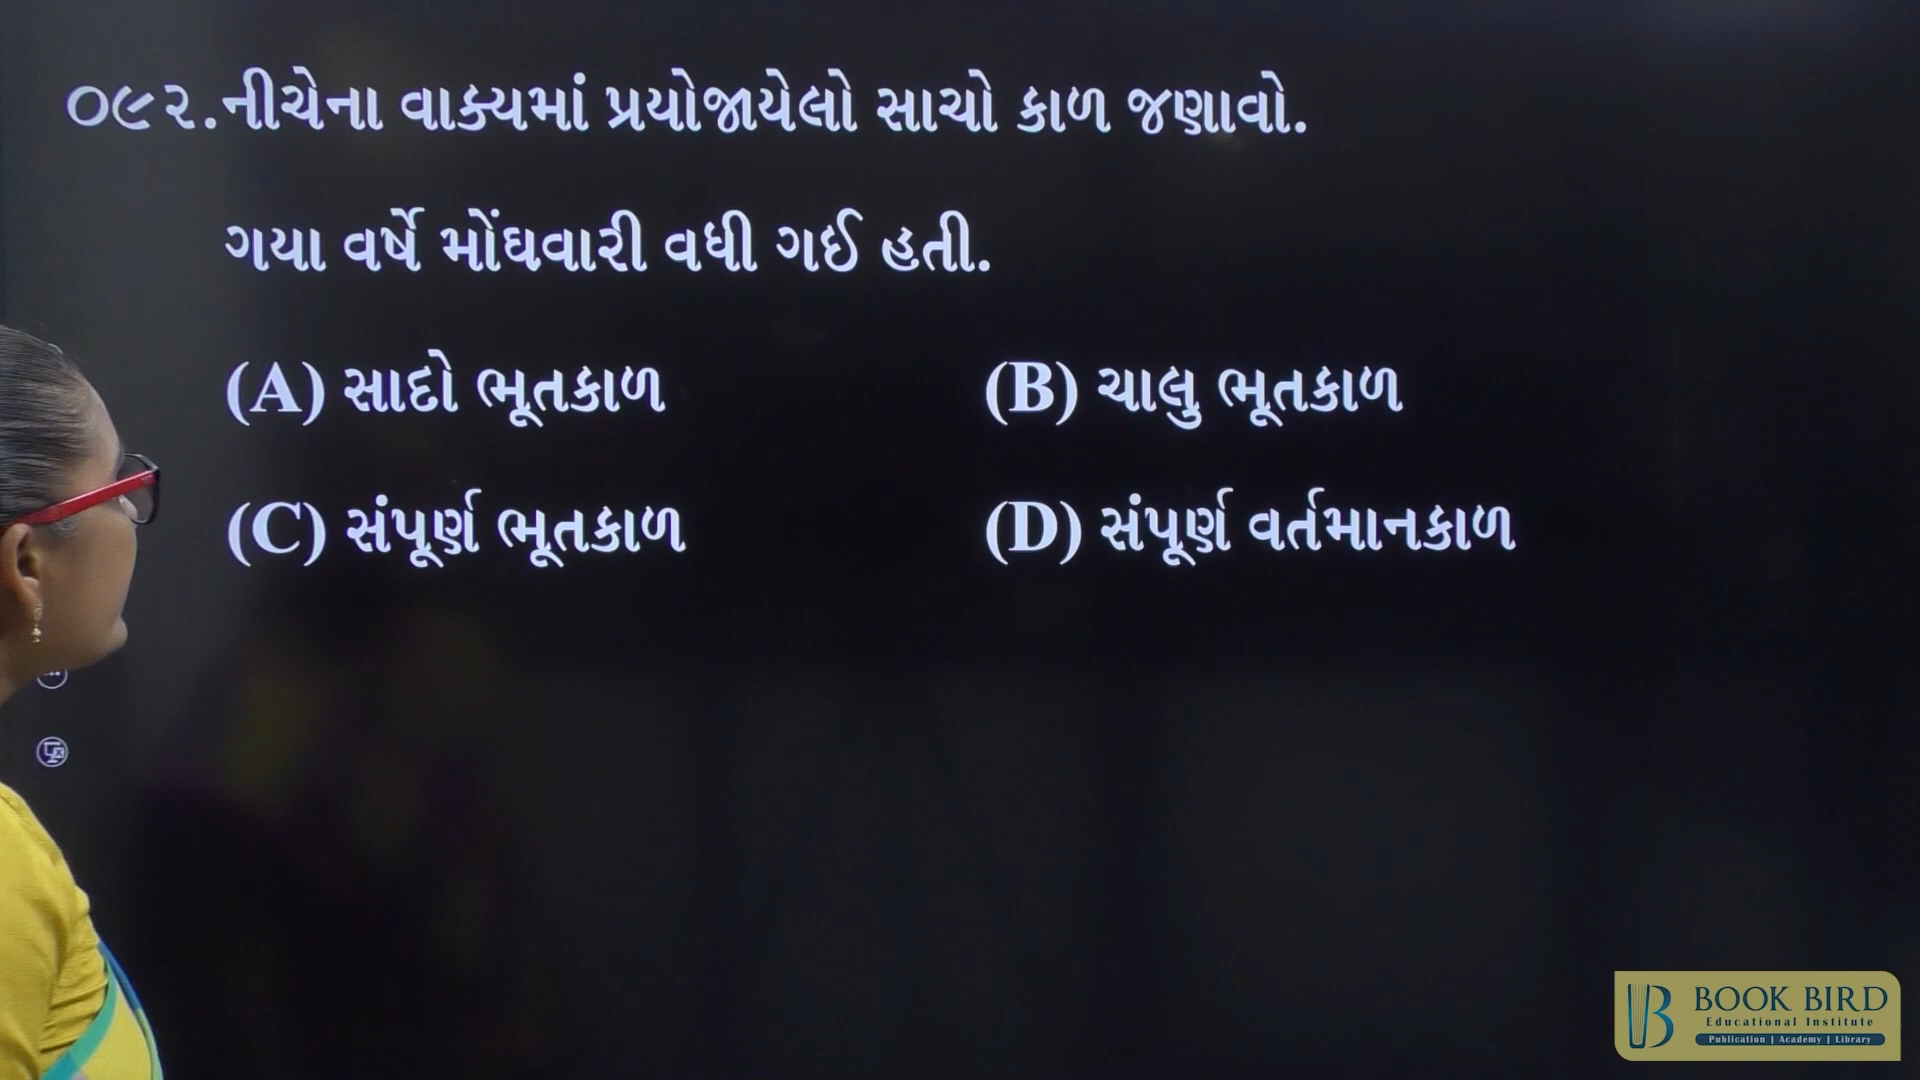 ૦૯૨.નીચેના વાક્યમાં પ્રયોજાયેલો સાચો કાળ જણાવો.
ગયા વર્ષે મોંઘવારી વધી ગઈ હતી.
(A) સાદો ભૂતકાળ (B) ચાલુ ભૂતકાળ
(C) સંપૂર્ણ ભૂતકાળ (D) સંપૂર્ણ વર્તમાનકાળ
BOOK BIRD
Educational Institute
Publication | Academy | Library